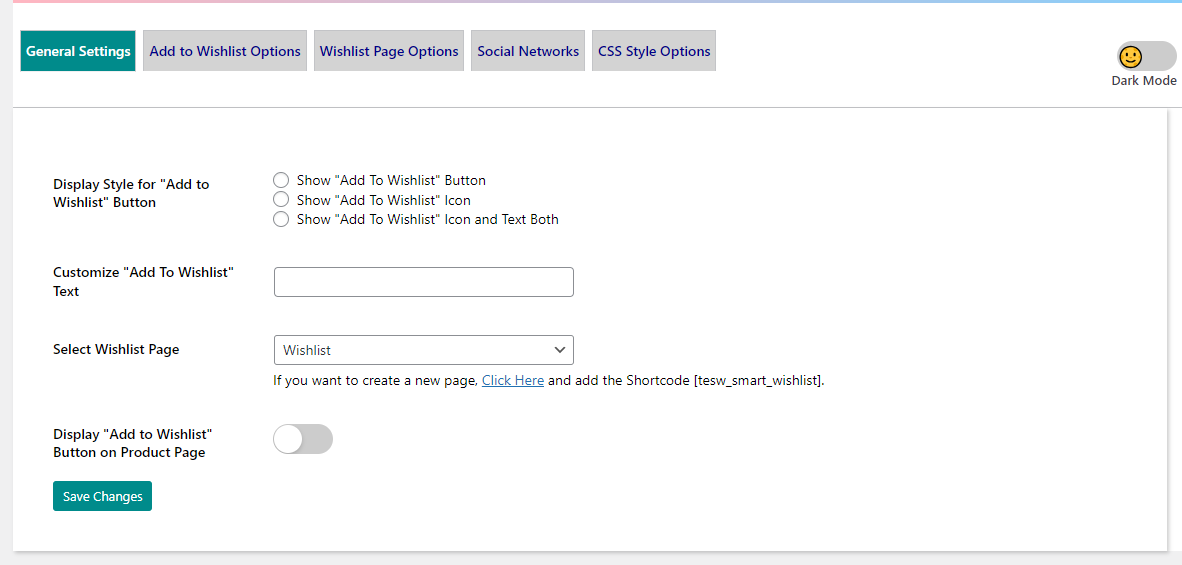 General Settings
Add to Wishlist Options
Wishlist Page Options
Social Networks
CSS Style Options
Dark Mode
Display Style for "Add to
Wishlist" Button
Show "Add To Wishlist" Button
Show "Add To Wishlist" Icon
Show "Add To Wishlist" Icon and Text Both
Customize "Add To Wishlist"
Text
Select Wishlist Page
Wishlist
If you want to create a new page, Click Here and add the Shortcode [tesw_smart_wishlist].
Display "Add to Wishlist"
Button on Product Page
Save Changes